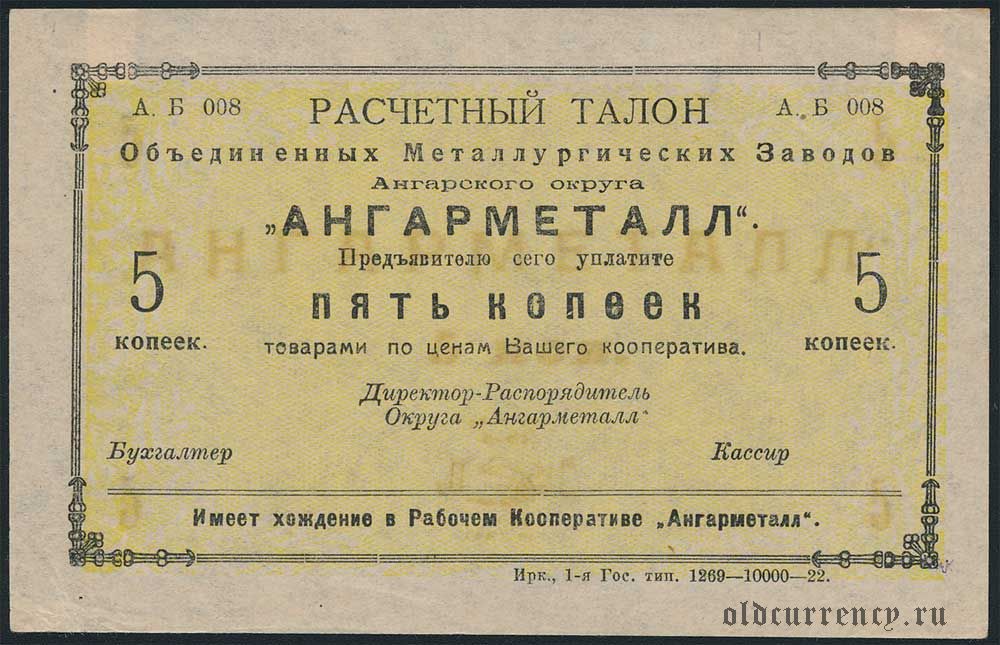 А. Б 008 РАСЧЕТНЫЙ ТАЛОН А. Б 008
Объединенных Металлургических Заводов
Ангарского округа
„АНГАРМЕТАЛЛ“.
Предъявителю сего уплатите
5 ПЯТЬ КОПЕЕК 5
копеек. товарами по ценам Вашего кооператива. копеек.
Директор-Распорядитель
Округа „Ангарметалл“
Бухгалтер Кассир
Имеет хождение в Рабочем Кооперативе „Ангарметалл“.
Ирк., 1-я Гос. тип. 1269—10000—22.
oldcurrency.ru